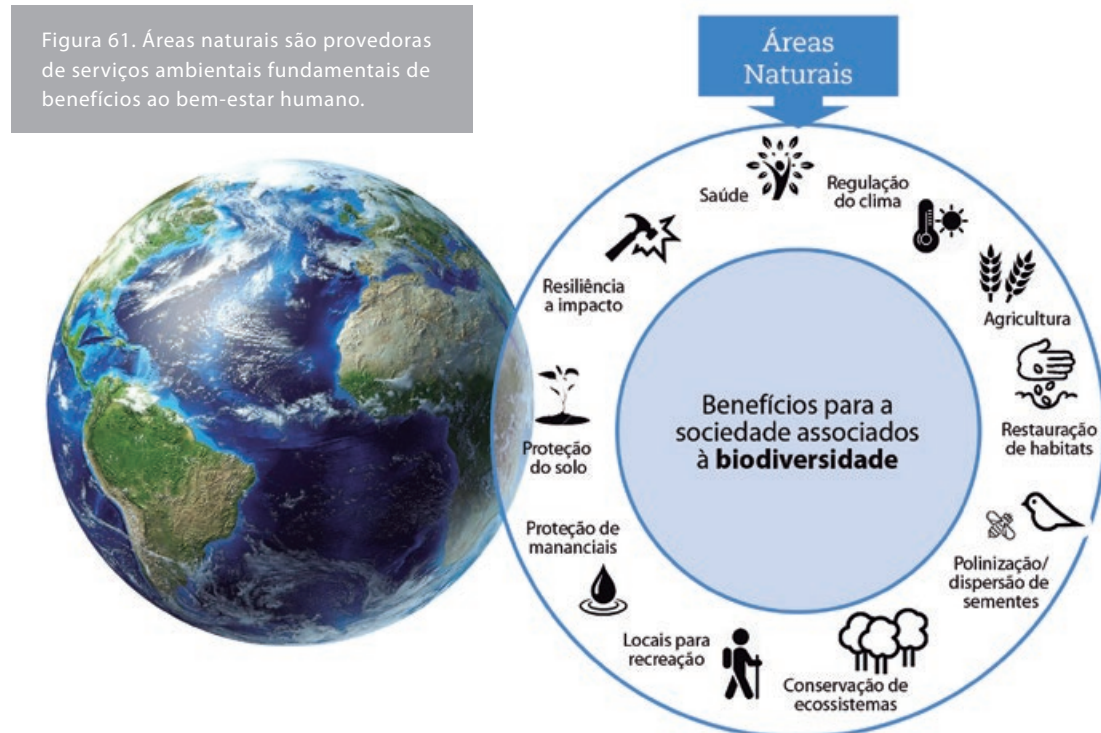 Figura 61. Áreas naturais são provedoras
de serviços ambientais fundamentais de
benefícios ao bem-estar humano.
Áreas
Naturais
Saúde
Regulação
do clima
Agricultura
Restauração
de habitats
Polinização/
dispersão de
sementes
Conservação de
ecossistemas
Locais para
recreação
Proteção de
mananciais
Proteção
do solo
Resiliência
a impacto
Benefícios para a
sociedade associados
à biodiversidade